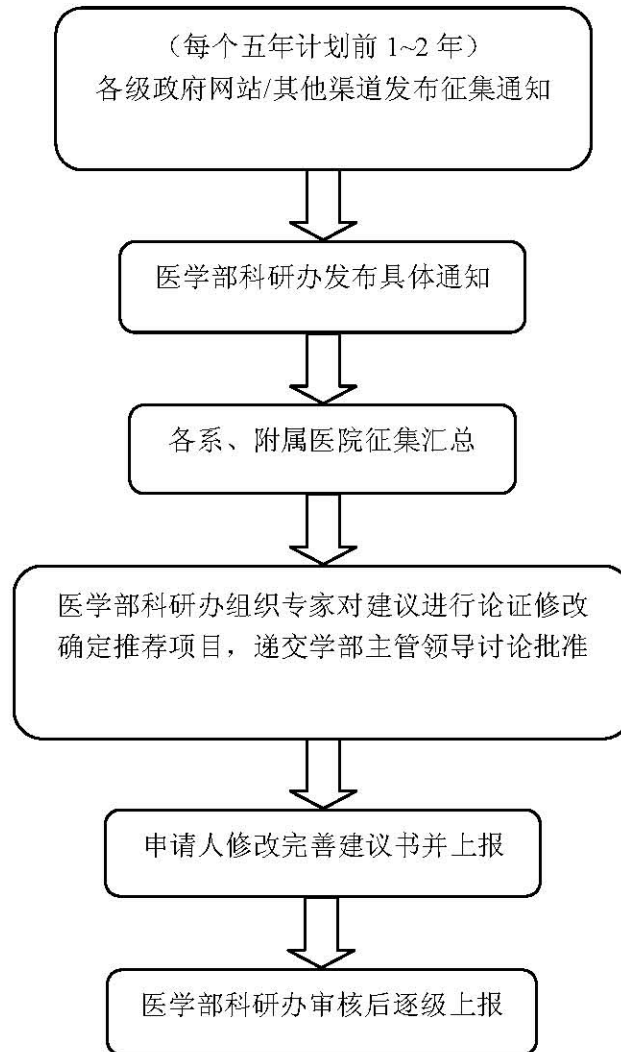 （每个五年计划前 1~2 年）
各级政府网站/其他渠道发布征集通知
医学部科研办发布具体通知
各系、附属医院征集汇总
医学部科研办组织专家对建议进行论证修改
确定推荐项目，递交学部主管领导讨论批准
申请人修改完善建议书并上报
医学部科研办审核后逐级上报